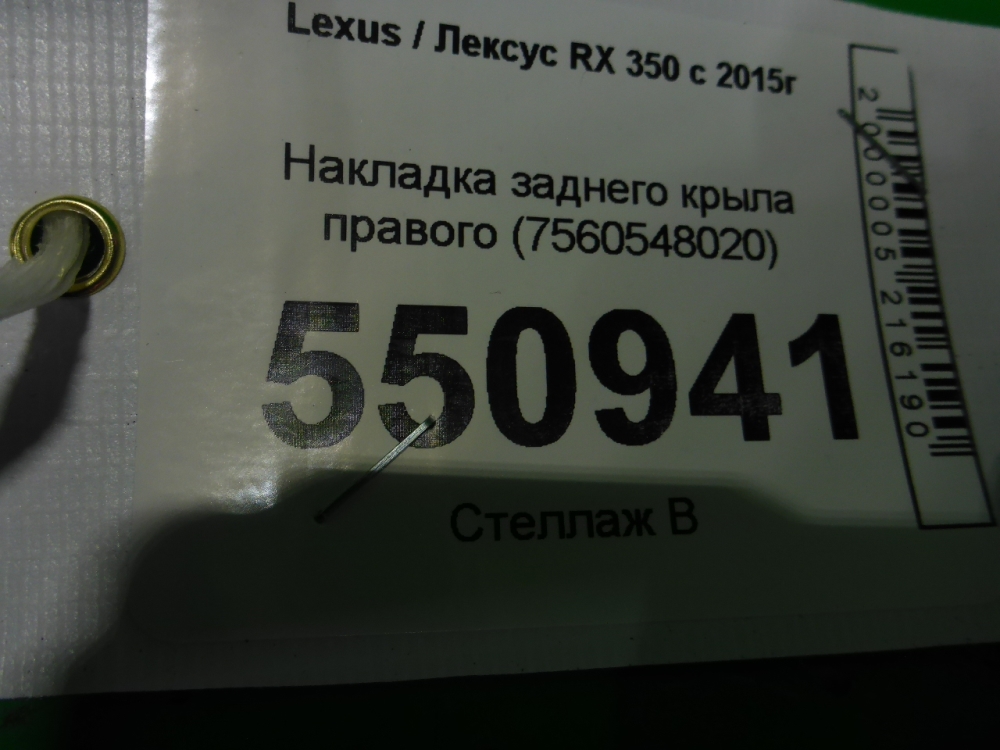 Lexus / Лексус RX 350 с 2015г
Накладка заднего крыла
правого (7560548020)
550941
Стеллаж В
2000005216190